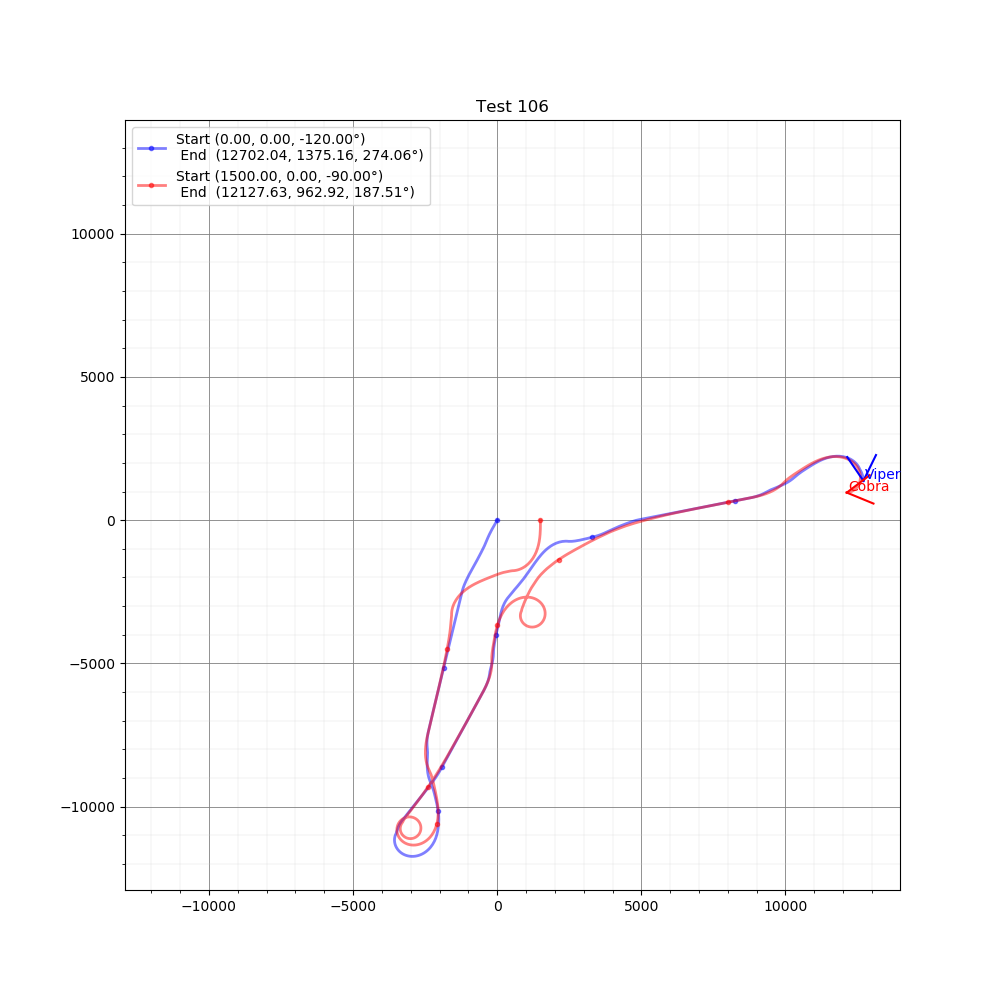 Test 106
Start (0.00, 0.00, -120.00°)
End  (12702.04, 1375.16, 274.06°)
Start (1500.00, 0.00, -90.00°)
End  (12127.63, 962.92, 187.51°)
10000
5000
0
−5000
−10000
Viper
Cobra
−10000
−5000
0
5000
10000